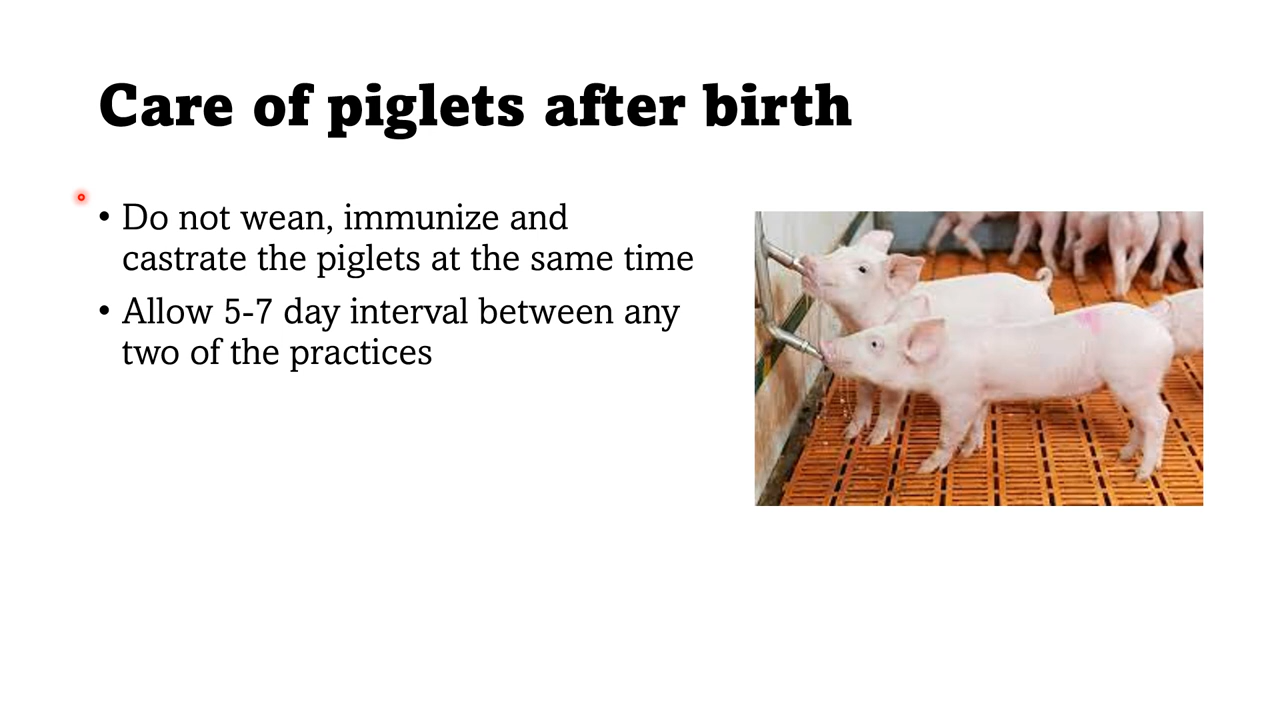 Care of piglets after birth
• Do not wean, immunize and
castrate the piglets at the same time
• Allow 5-7 day interval between any
two of the practices